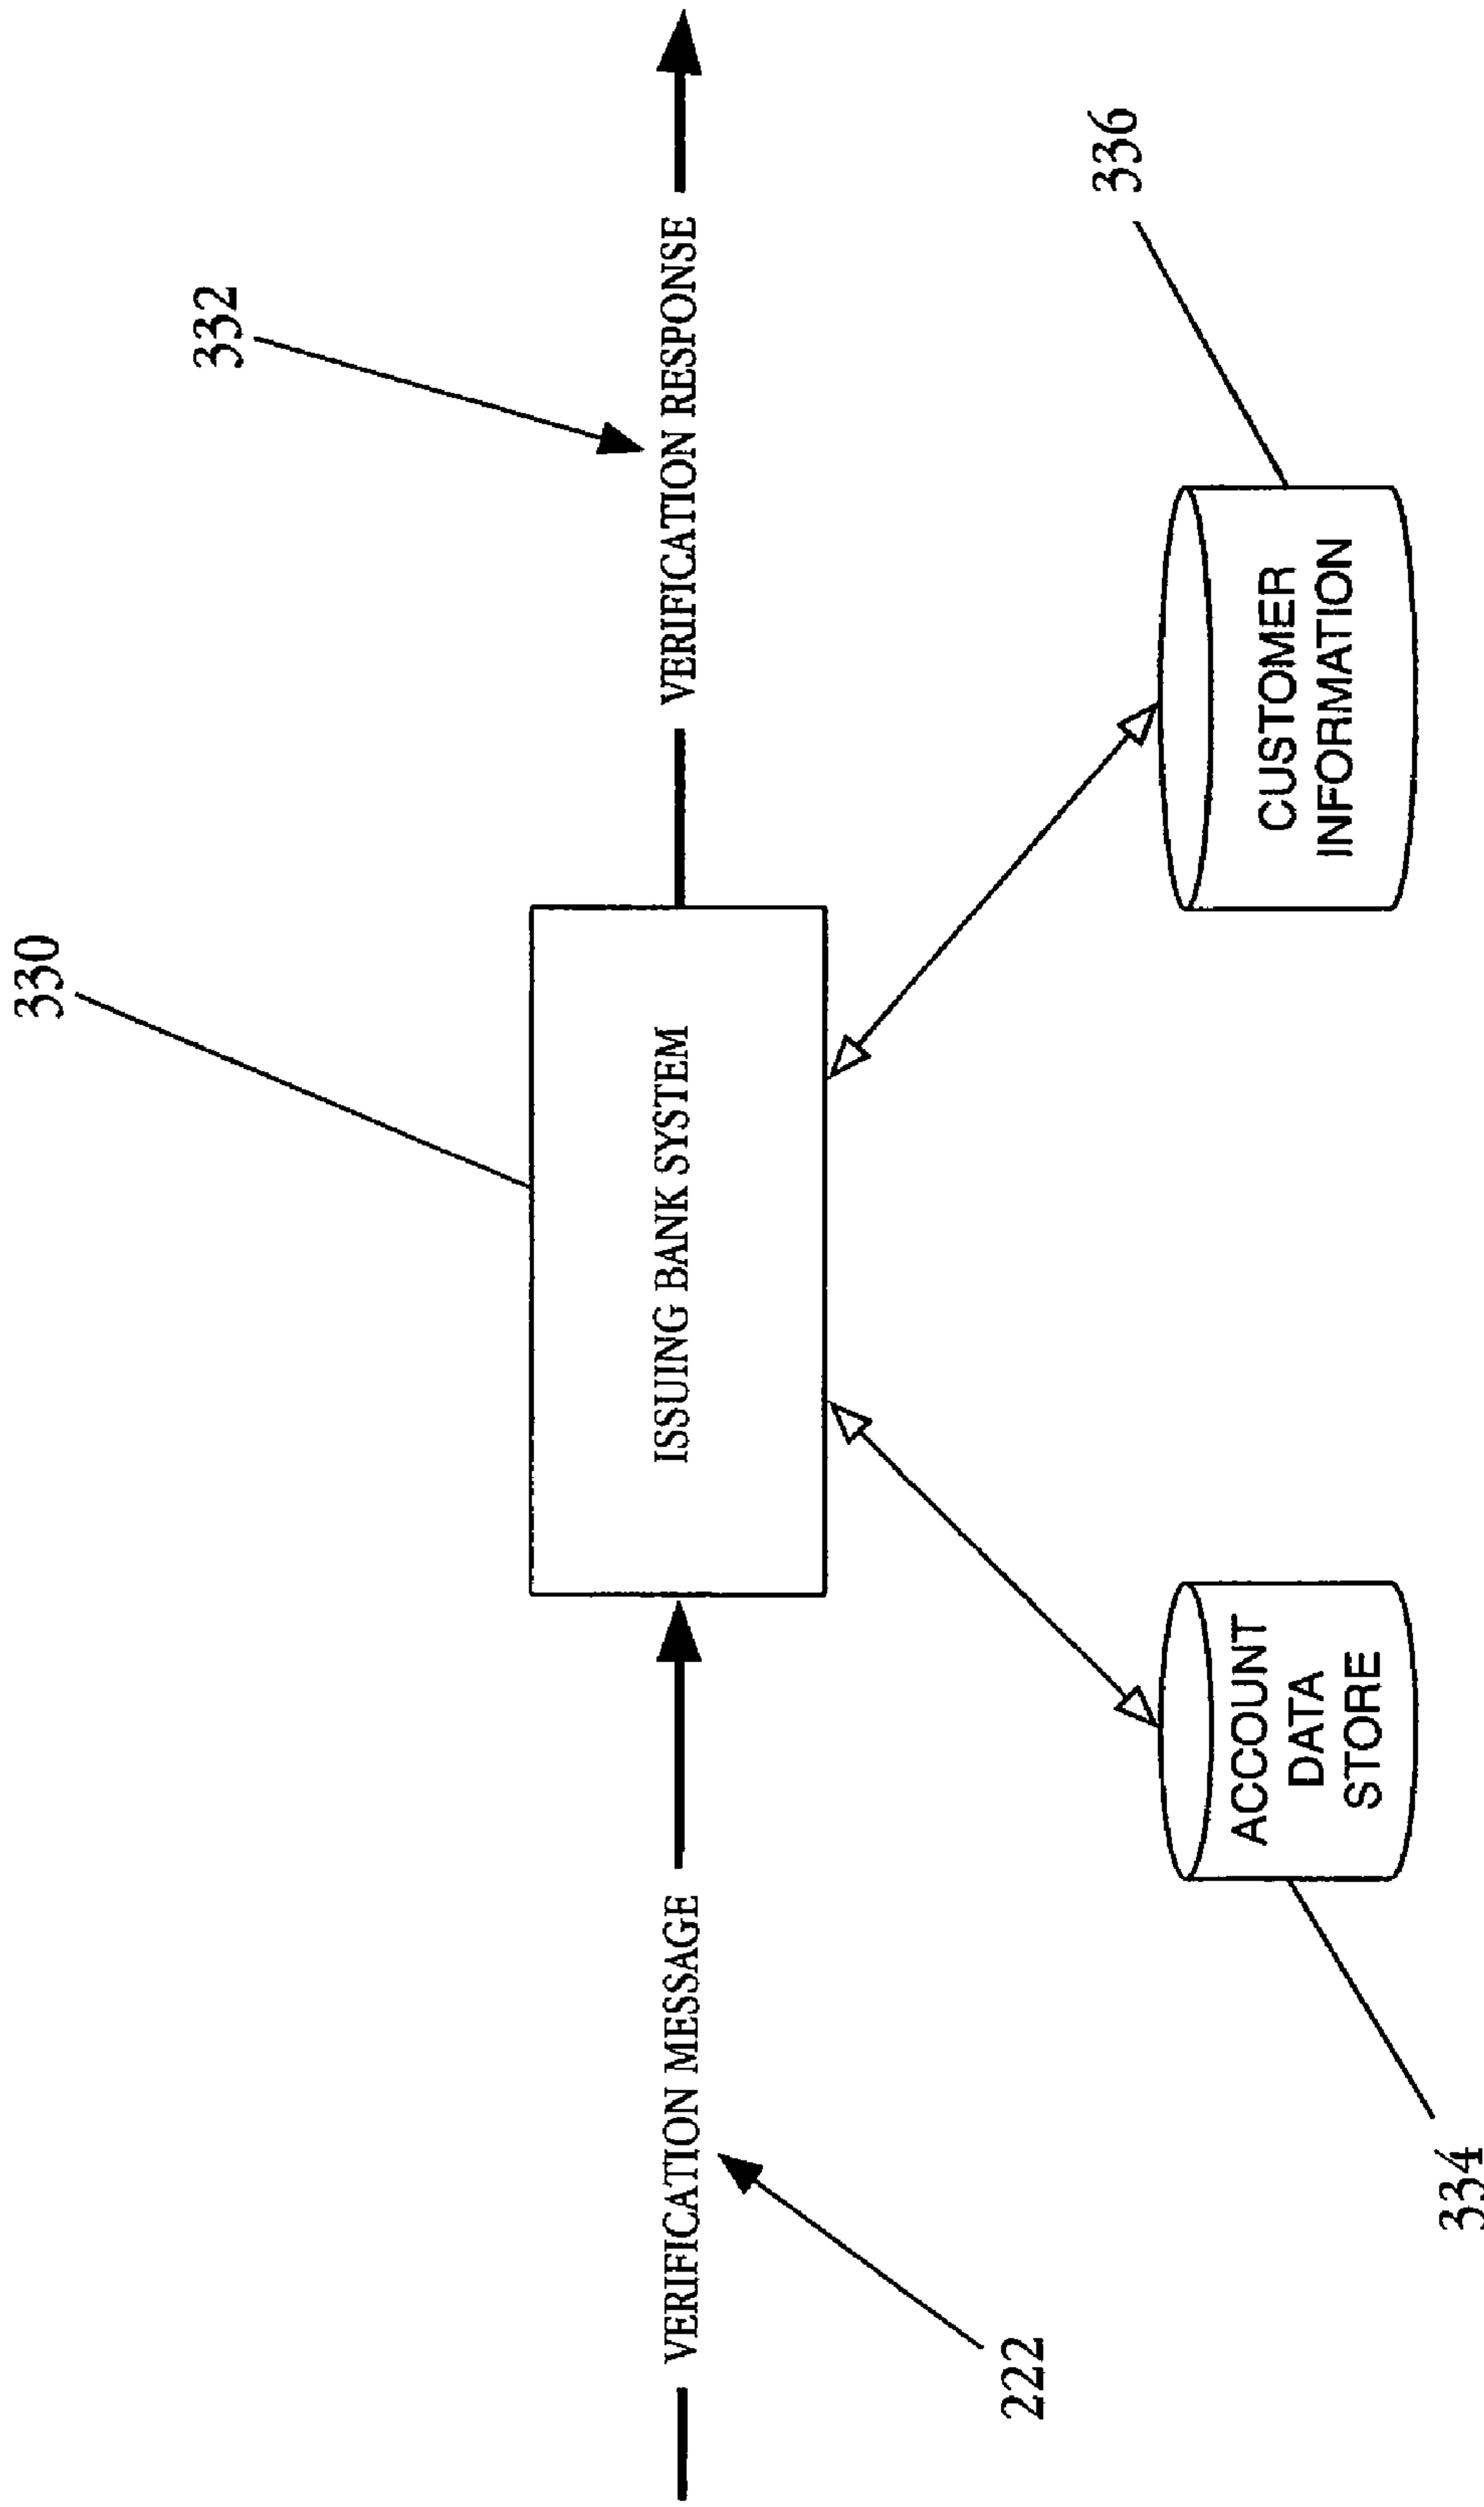 330
332
VERIFICATION MESSAGE
ISSUING BANK SYSTEM
VERIFICATION RESPONSE
222
336
ACCOUNT
DATA
STORE
CUSTOMER
INFORMATION
334